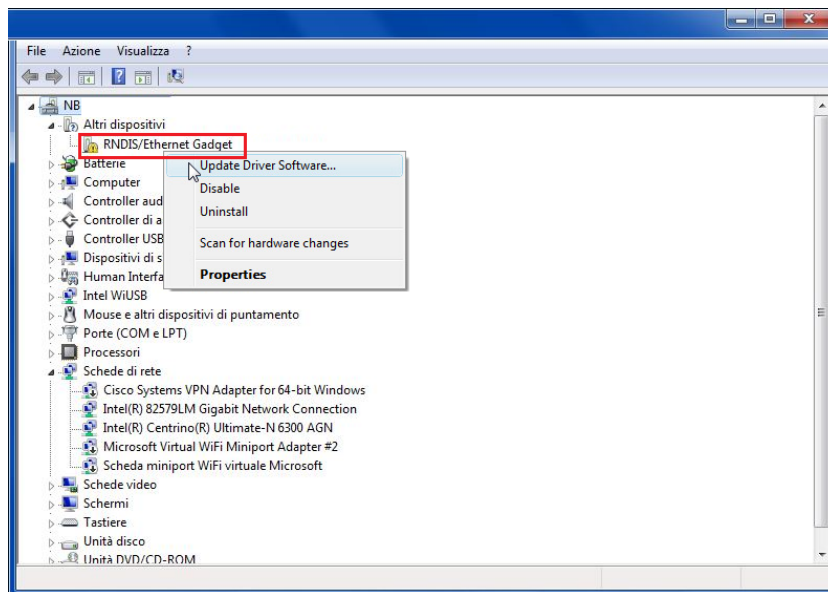 File Azione Visualizza ?
NB
Altri dispositivi
RNDIS/Ethernet Gadget
Batterie
Update Driver Software...
Computer
Disable
Controller aud
Controller di a
Uninstall
Controller USB
Scan for hardware changes
Dispositivi di s
Human Interfa
Properties
Intel WiUSB
Mouse e altri dispositivi di puntamento
Porte (COM e LPT)
Processori
Schede di rete
Cisco Systems VPN Adapter for 64-bit Windows
Intel(R) 82579LM Gigabit Network Connection
Intel(R) Centrino(R) Ultimate-N 6300 AGN
Microsoft Virtual WiFi Miniport Adapter #2
Scheda miniport WiFi virtuale Microsoft
Schede video
Schermi
Tastiere
Unità disco
Unità DVD/CD-ROM